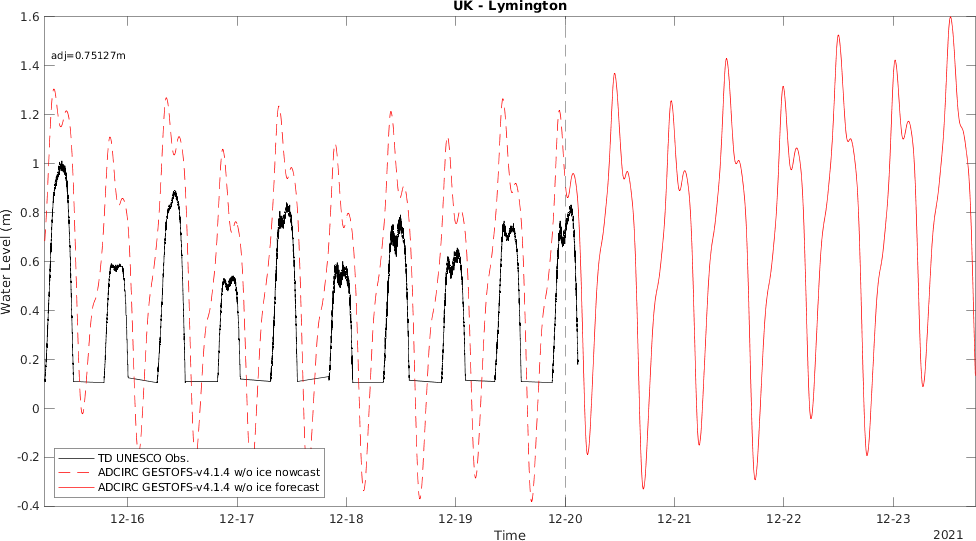 UK - Lymington
1.6
1.4
1.2
1
0.8
0.6
0.4
0.2
0
-0.2
-0.4
adj=0.75127m
Water Level (m)
TD UNESCO Obs.
ADCIRC GESTOFS-v4.1.4 w/o ice nowcast
ADCIRC GESTOFS-v4.1.4 w/o ice forecast
12-16 12-17 12-18 12-19 12-20 12-21 12-22 12-23
Time
2021